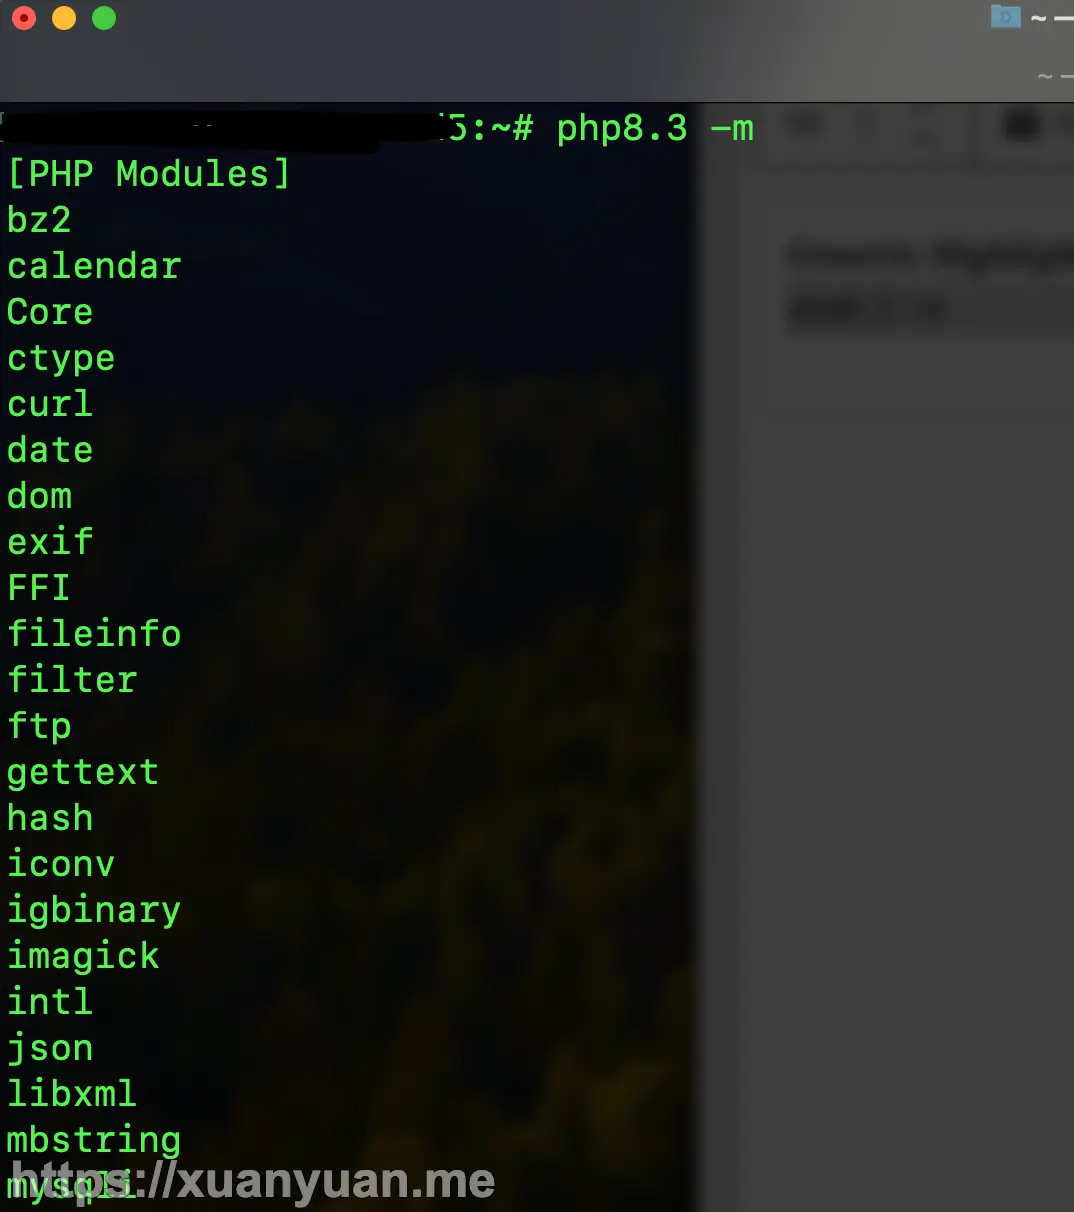 5:~# php8.3 -m
[PHP Modules]
bz2
calendar
Core
ctype
curl
date
dom
exif
FFI
fileinfo
filter
ftp
gettext
hash
iconv
igbinary
imagick
intl
json
libxml
mbstring
mysqli
https://xuanyuan.me